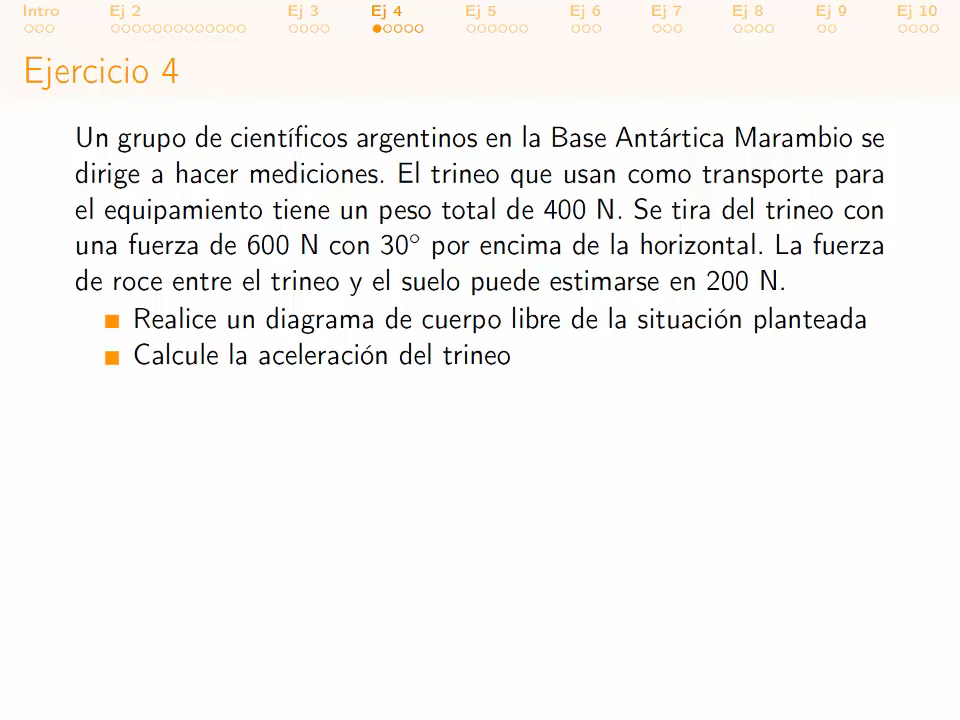 Intro Ej 2 Ej 3 Ej 4 Ej 5 Ej 6 Ej 7 Ej 8 Ej 9 Ej 10
Ejercicio 4
Un grupo de científicos argentinos en la Base Antártica Marambio se
dirige a hacer mediciones. El trineo que usan como transporte para
el equipamiento tiene un peso total de 400 N. Se tira del trineo con
una fuerza de 600 N con 30° por encima de la horizontal. La fuerza
de roce entre el trineo y el suelo puede estimarse en 200 N.
Realice un diagrama de cuerpo libre de la situación planteada
Calcule la aceleración del trineo